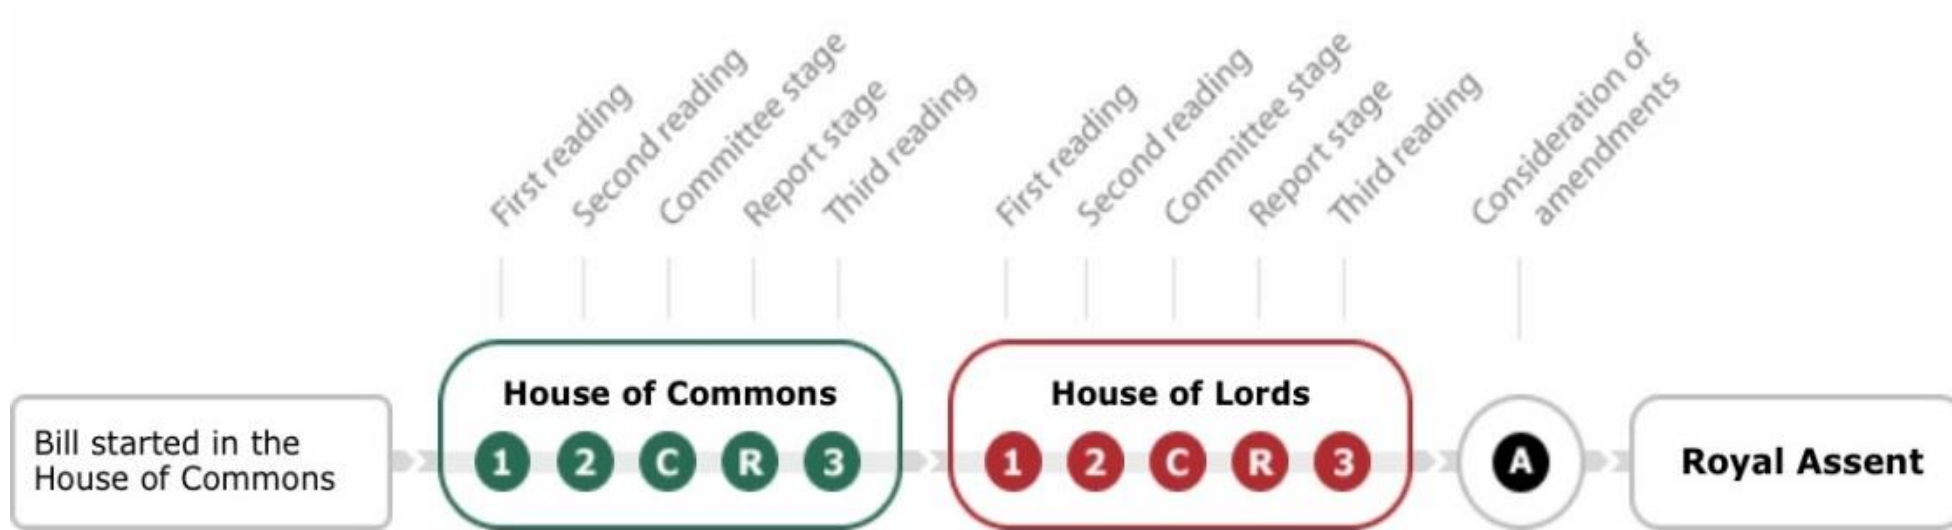 First reading
Second reading
Committee stage
Report stage
Third reading
First reading
Second reading
Committee stage
Report stage
Third reading
Consideration of
amendments
Bill started in the
House of Commons
House of Commons
1 2 C R 3
House of Lords
1 2 C R 3
A
Royal Assent